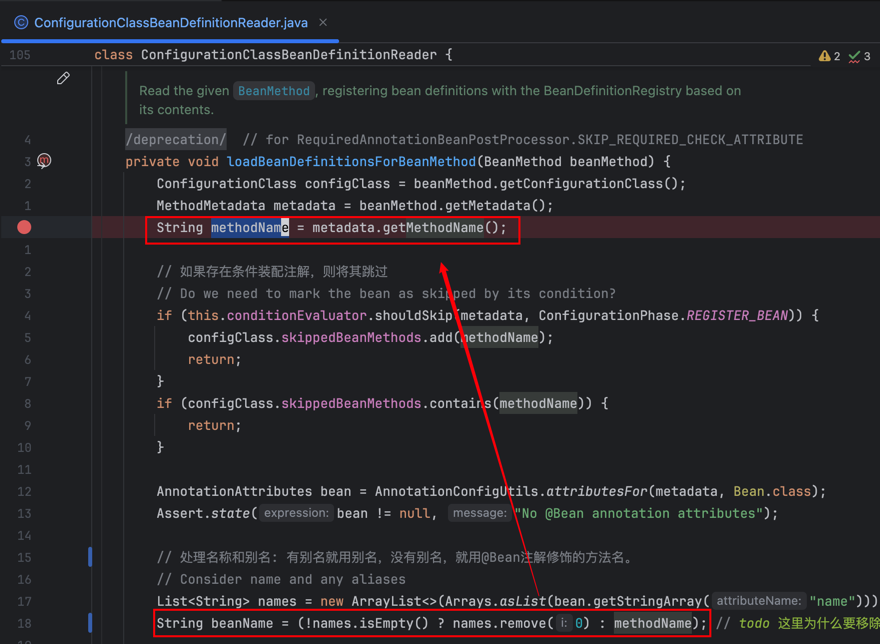 ConfigurationClassBeanDefinitionReader.java ×
105 class ConfigurationClassBeanDefinitionReader { 2 3
Read the given BeanMethod, registering bean definitions with the BeanDefinitionRegistry based on
its contents.
4 /deprecation/ // for RequiredAnnotationBeanPostProcessor.SKIP_REQUIRED_CHECK_ATTRIBUTE
3 private void loadBeanDefinitionsForBeanMethod(BeanMethod beanMethod) {
2 ConfigurationClass configClass = beanMethod.getConfigurationClass();
1 MethodMetadata metadata = beanMethod.getMetadata();
String methodName = metadata.getMethodName();
1
2 // 如果存在条件装配注解，则将其跳过
3 // Do we need to mark the bean as skipped by its condition?
4 if (this.conditionEvaluator.shouldSkip(metadata, ConfigurationPhase.REGISTER_BEAN)) {
5 configClass.skippedBeanMethods.add(methodName);
6 return;
7 }
8 if (configClass.skippedBeanMethods.contains(methodName)) {
9 return;
10 }
11
12 AnnotationAttributes bean = AnnotationConfigUtils.attributesFor(metadata, Bean.class);
13 Assert.state( expression: bean != null, message: "No @Bean annotation attributes");
14
15 // 处理名称和别名: 有别名就用别名，没有别名，就用@Bean注解修饰的方法名。
16 // Consider name and any aliases
17 List<String> names = new ArrayList<>(Arrays.asList(bean.getStringArray( attributeName: "name")))
18 String beanName = (!names.isEmpty() ? names.remove( i: 0) : methodName); // todo 这里为什么要移除